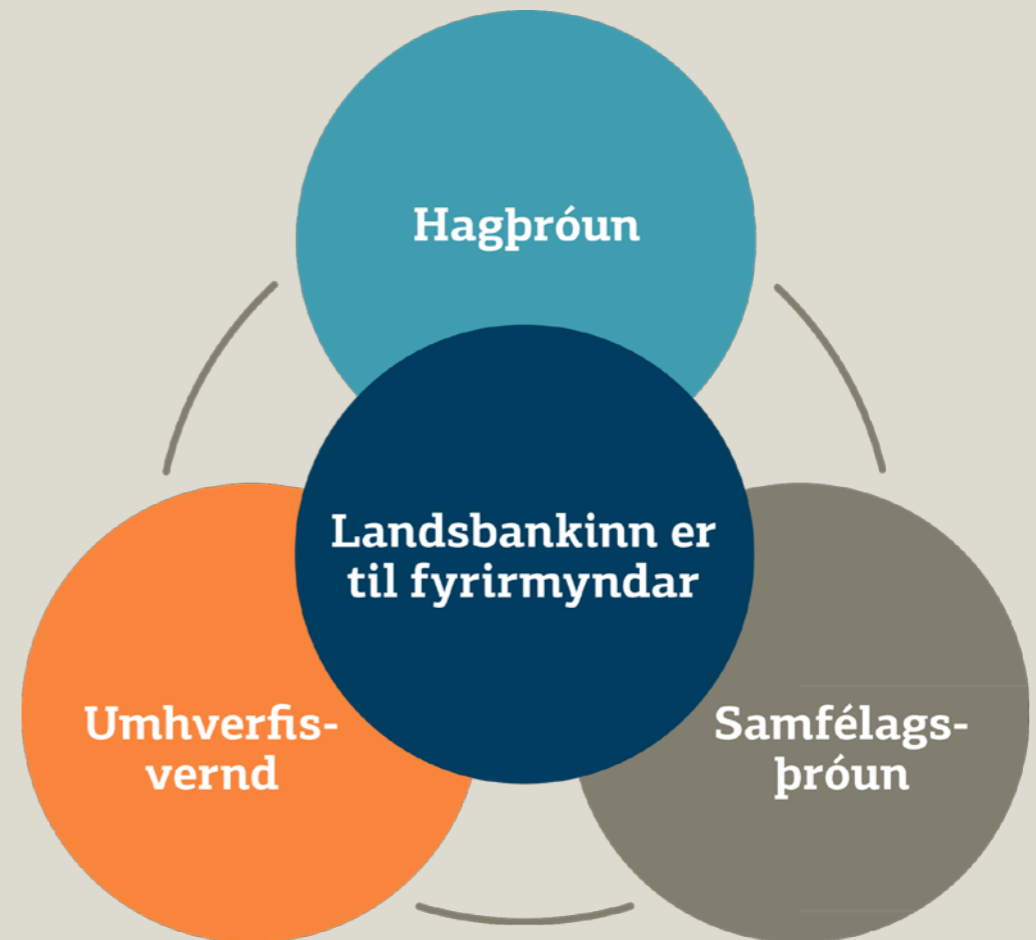 Hagþróun
Landsbankinn er
til fyrirmyndar
Umhverfis-
vernd
Samfélags-
þróun